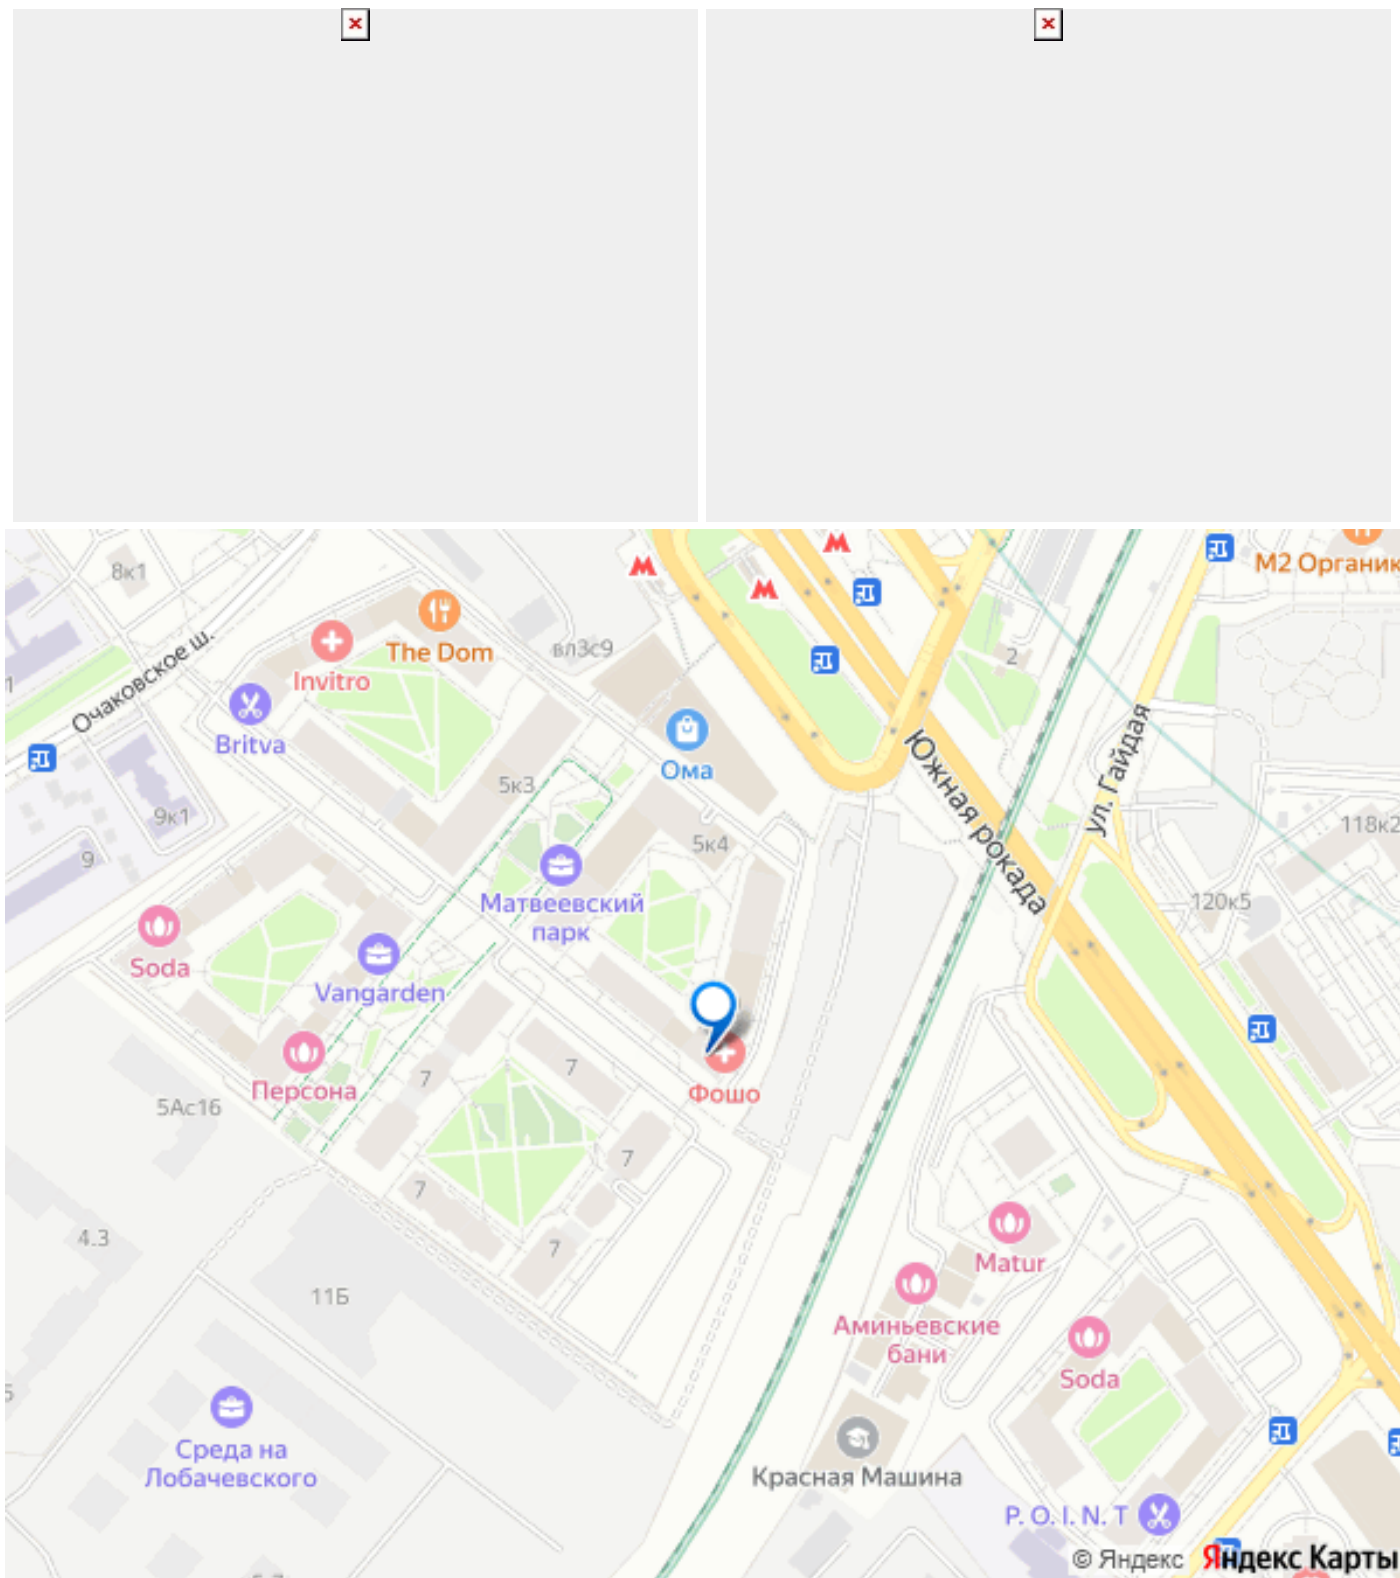 8к1
М2 Органик
Очаковское ш.
The Dom
вл3с9
2
Invitro
1
Britva
Ома
Южная рокада
ул. Гайдая
5к3
9к1
118к2
5к4
9
Матвеевский
парк
120к5
Soda
Vangarden
7
7
Персона
Фошо
5Ас16
7
7
4.3
Matur
7
11Б
Аминьевские
бани
Soda
Среда на
Лобачевского
Красная Машина
P. O. I. N. T
© Яндекс
Яндекс Карты